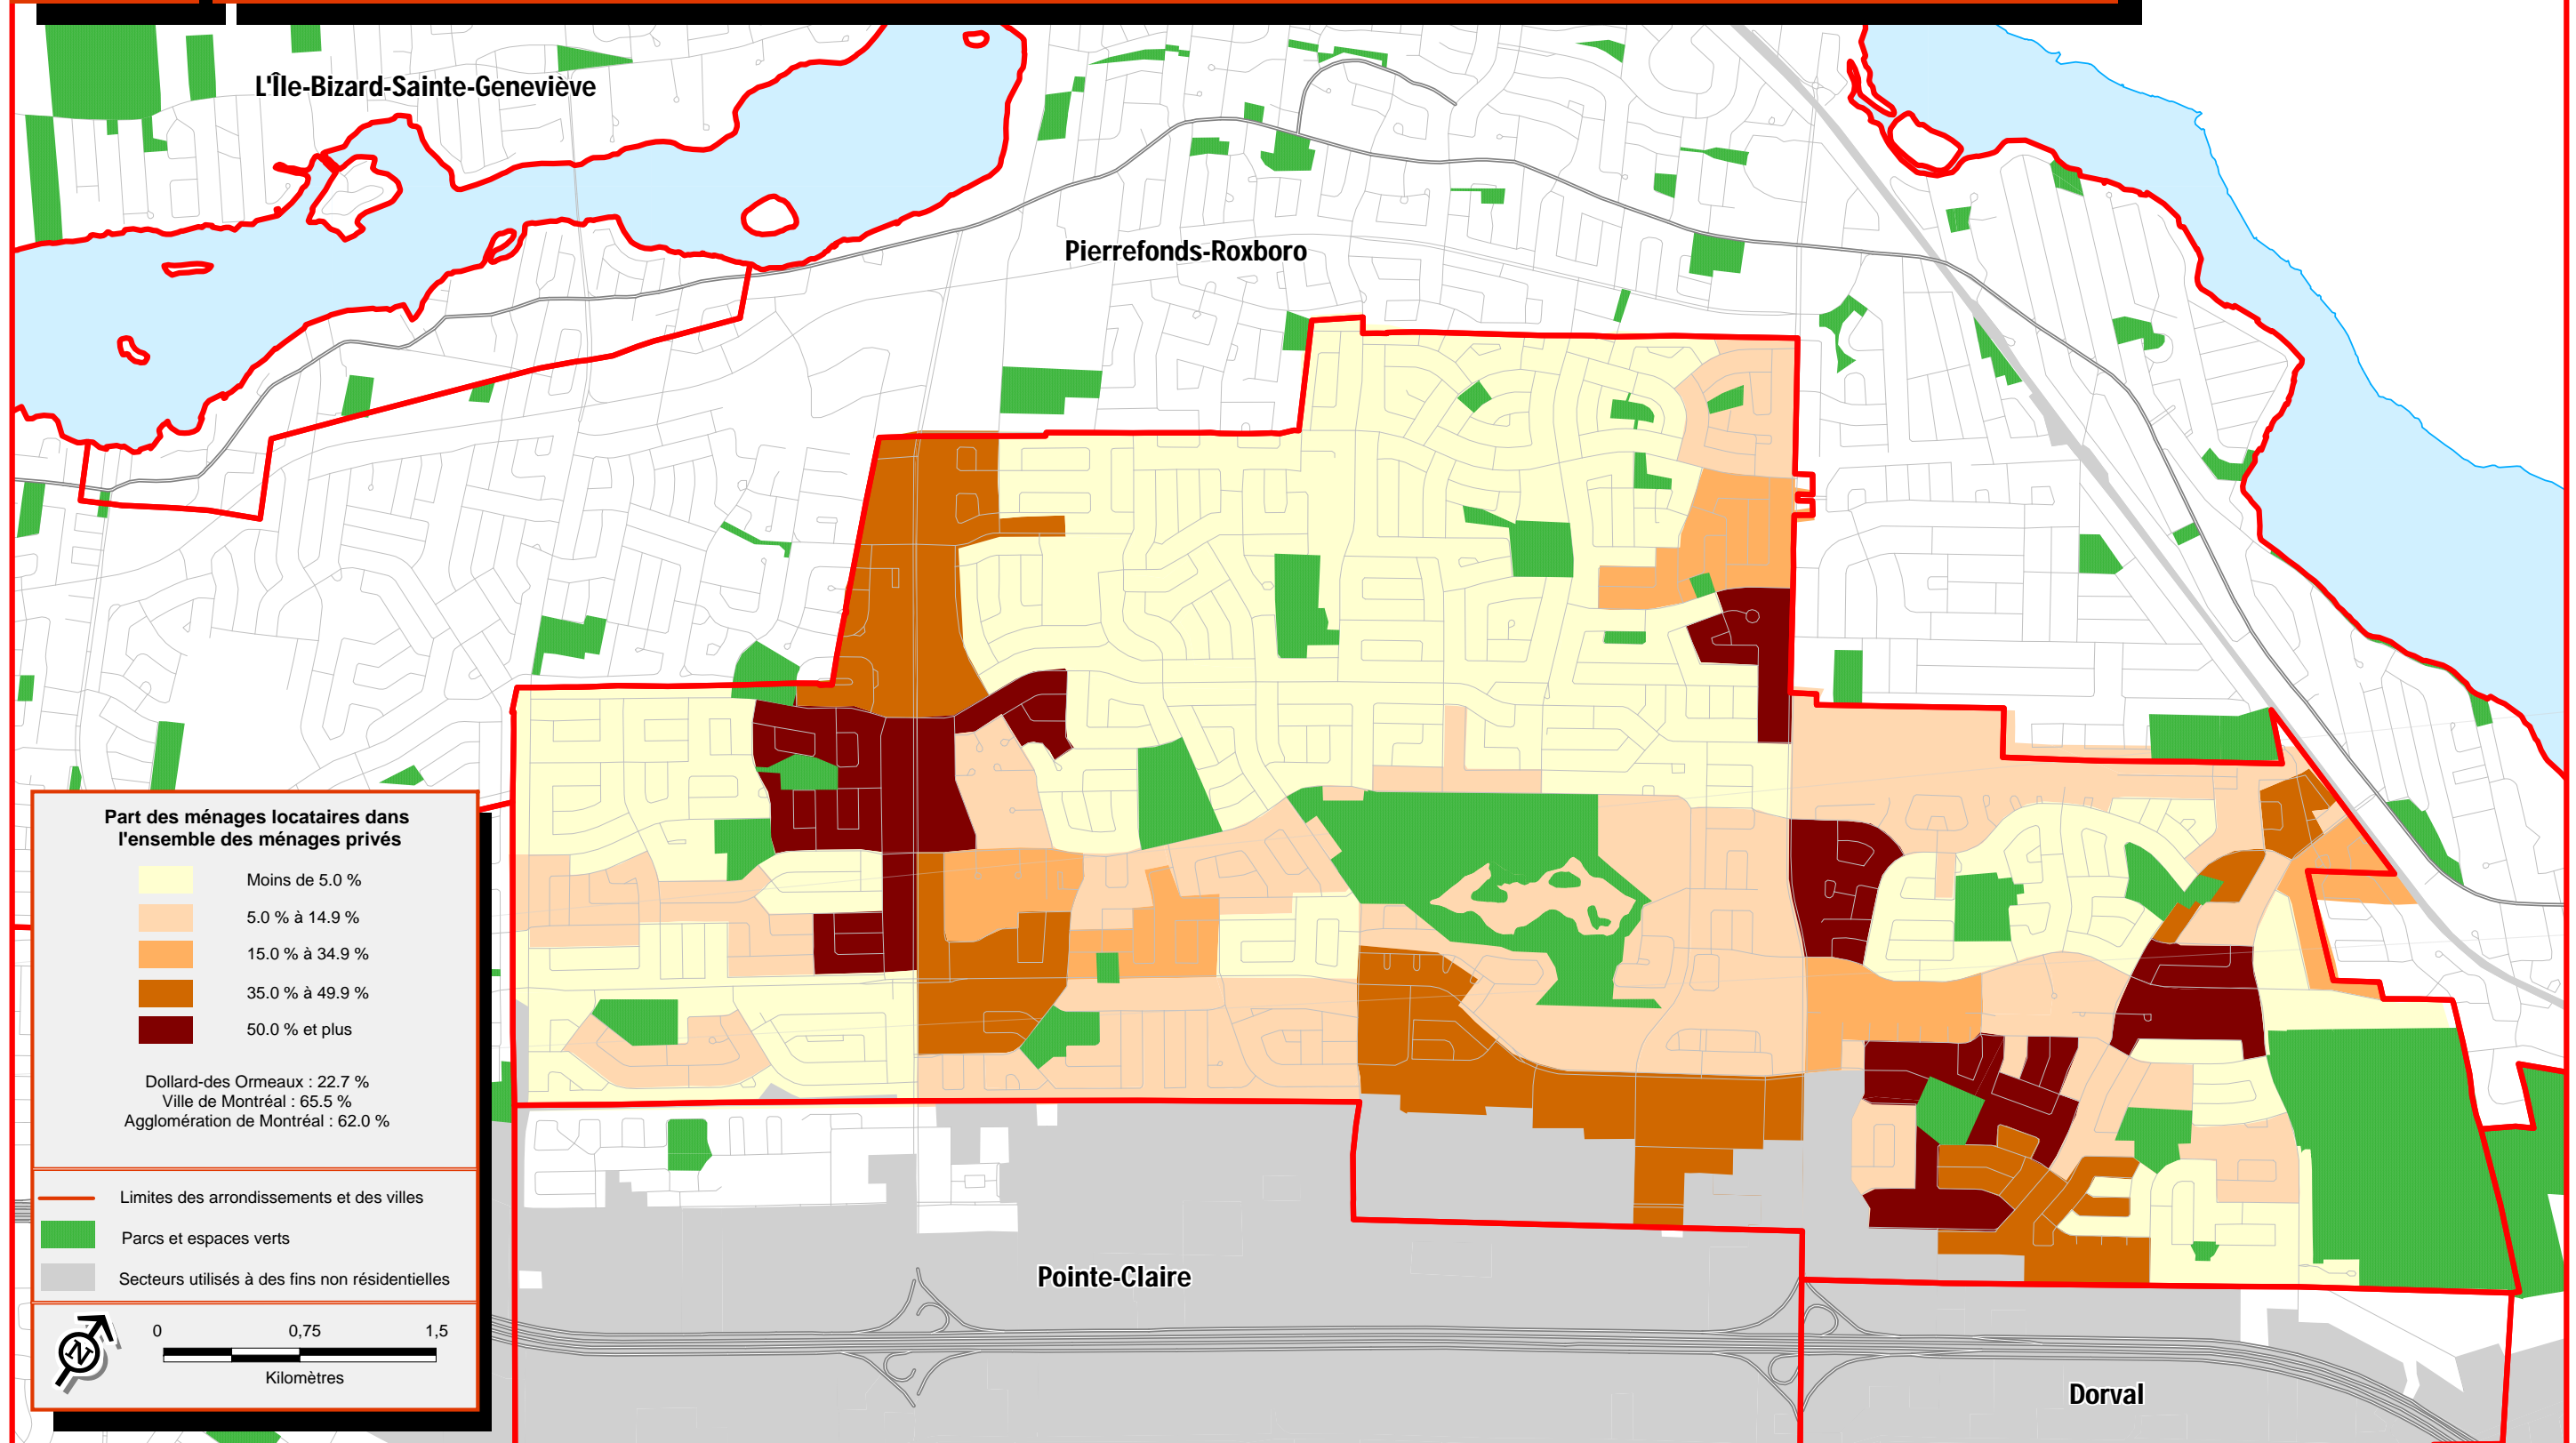 L'Île-Bizard-Sainte-Geneviève
Pierrefonds-Roxboro
Part des ménages locataires dans
l'ensemble des ménages privés
Moins de 5.0 %
5.0 % à 14.9 %
15.0 % à 34.9 %
35.0 % à 49.9 %
50.0 % et plus
Dollard-des Ormeaux : 22.7 %
Ville de Montréal : 65.5 %
Agglomération de Montréal : 62.0 %
Limites des arrondissements et des villes
Parcs et espaces verts
Secteurs utilisés à des fins non résidentielles
N
0 0,75 1,5
Kilomètres
Pointe-Claire
Dorval